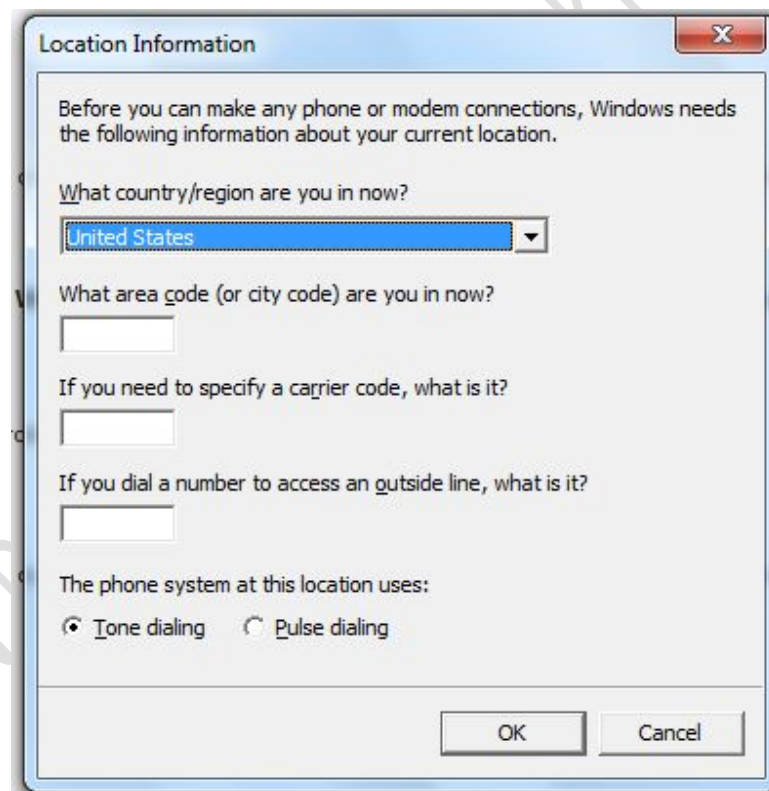 Location Information
Before you can make any phone or modem connections, Windows needs
the following information about your current location.
What country/region are you in now?
United States
What area code (or city code) are you in now?
If you need to specify a carrier code, what is it?
If you dial a number to access an outside line, what is it?
The phone system at this location uses:
Tone dialing Pulse dialing
OK Cancel